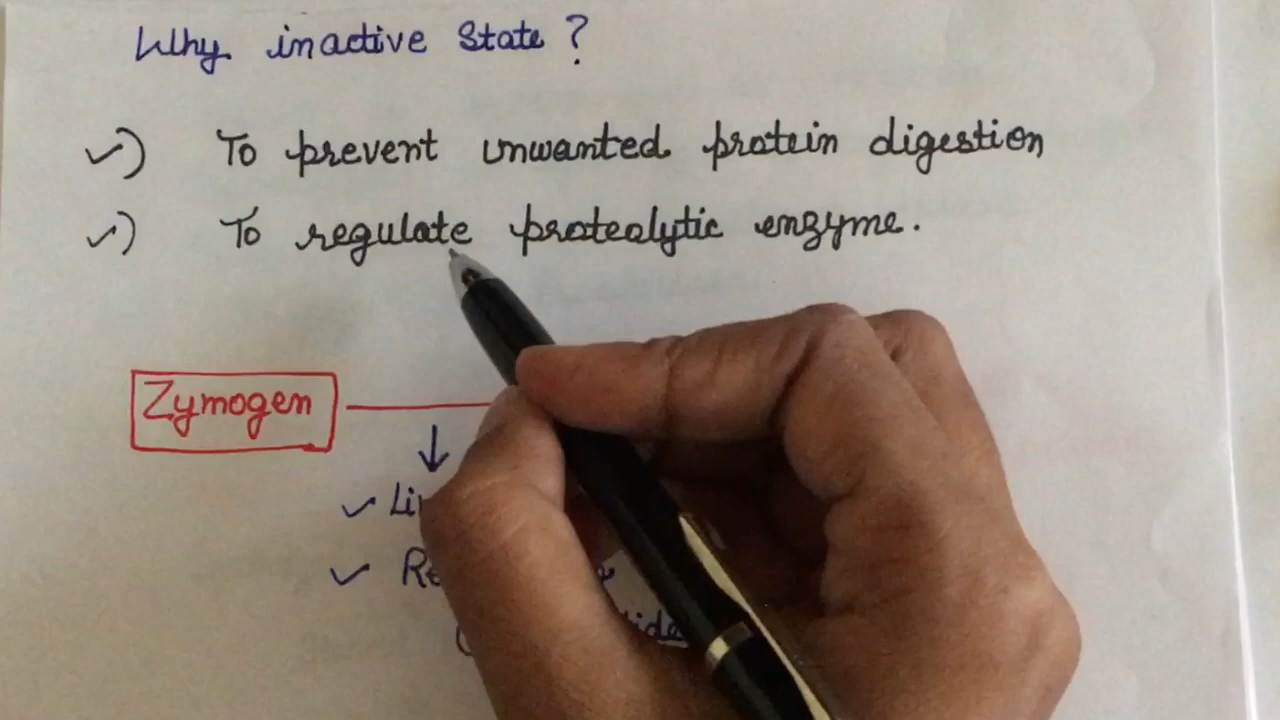 Why inactive State ?
To prevent unwanted protein digestion
To regulate proteolytic enzyme.
Zymogen